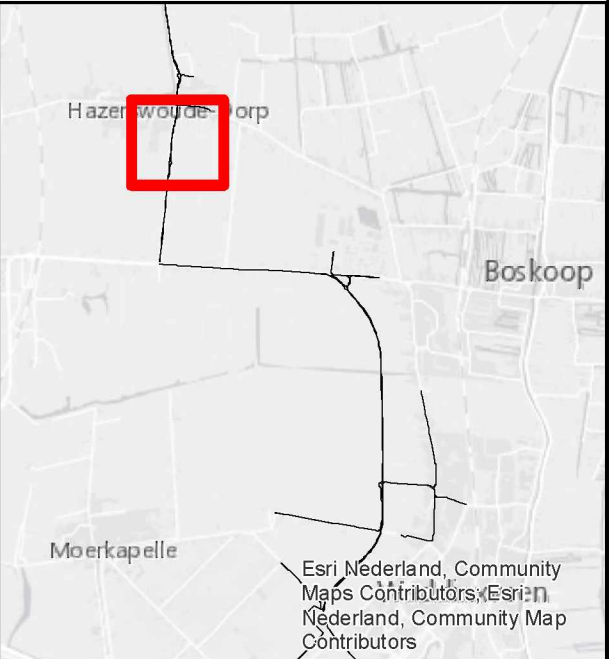 Hazerswoude-Dorp
Boskoop
Moerkapelle
Esri Nederland, Community
Maps Contributors; Esri
Nederland, Community Map
Contributors